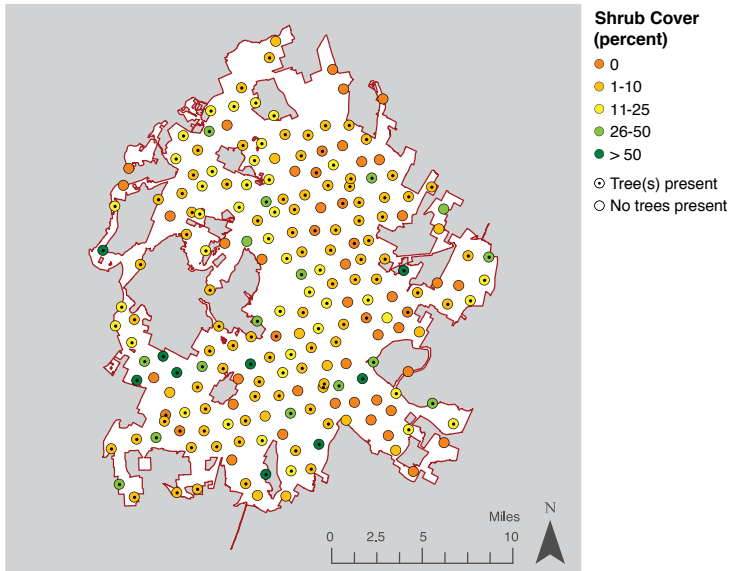 Shrub Cover
(percent)
0
1-10
11-25
26-50
> 50
Tree(s) present
No trees present
Miles
N
0 2.5 5 10